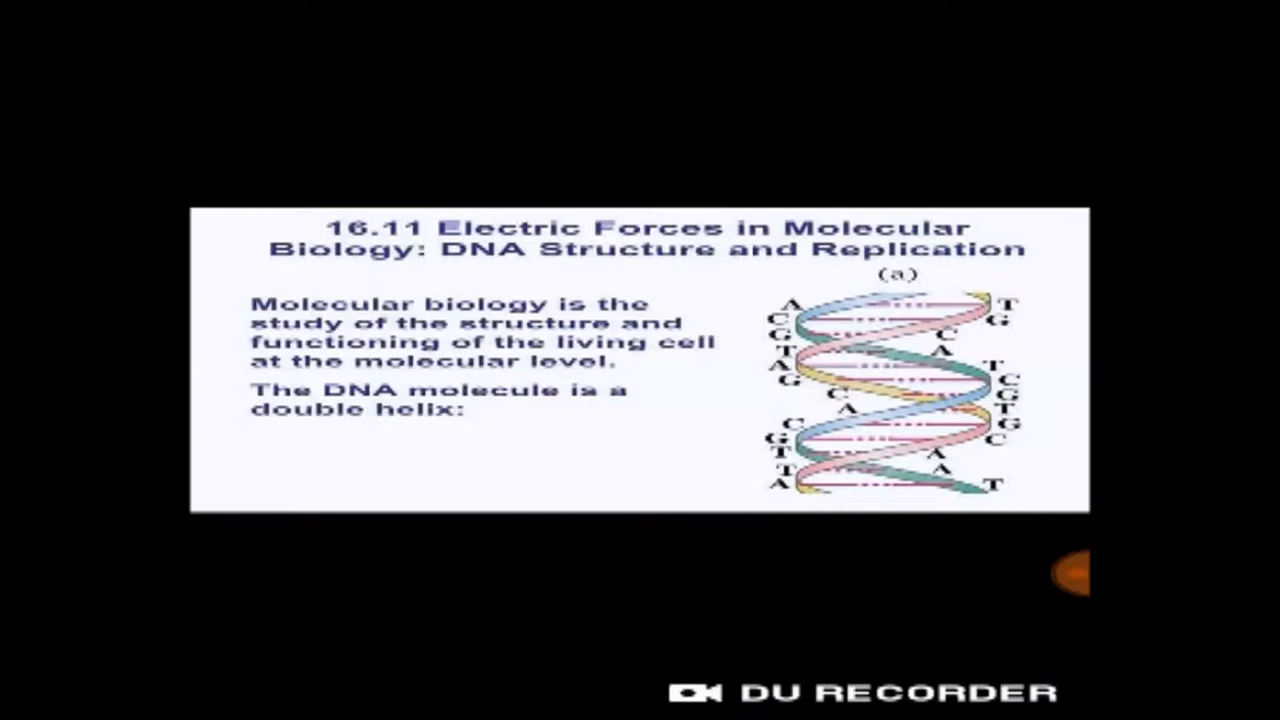 16.11 Electric Forces in Molecular
Biology: DNA Structure and Replication
(a)
Molecular biology is the
study of the structure and
functioning of the living cell
at the molecular level.
The DNA molecule is a
double helix:
A T
C G
G C
T A
A T
G C
C G
A T
C G
G C
T A
T A
A T
DU RECORDER